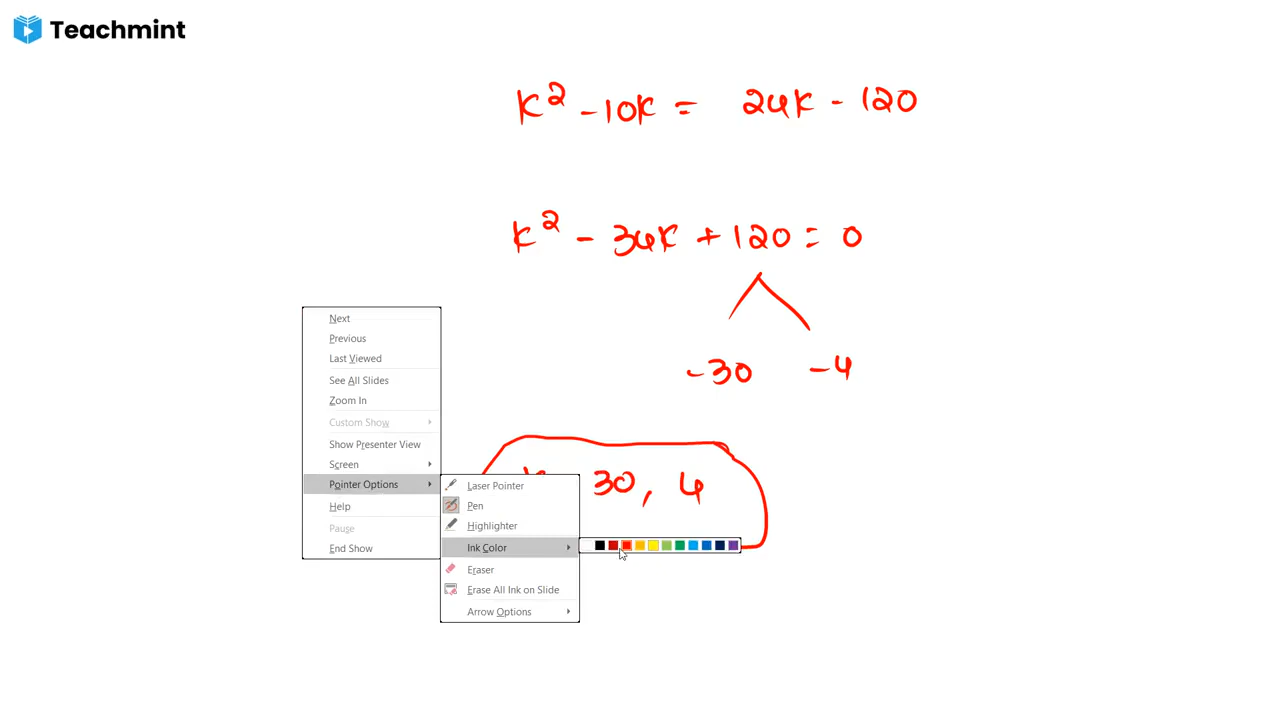 Teachmint
k² - 10k = 24k - 120
k² - 34k + 120 = 0
-30 -4
30, 4
Next
Previous
Last Viewed
See All Slides
Zoom In
Custom Show
Show Presenter View
Screen
Pointer Options
Help
Pause
End Show
Laser Pointer
Pen
Highlighter
Ink Color
Eraser
Erase All Ink on Slide
Arrow Options